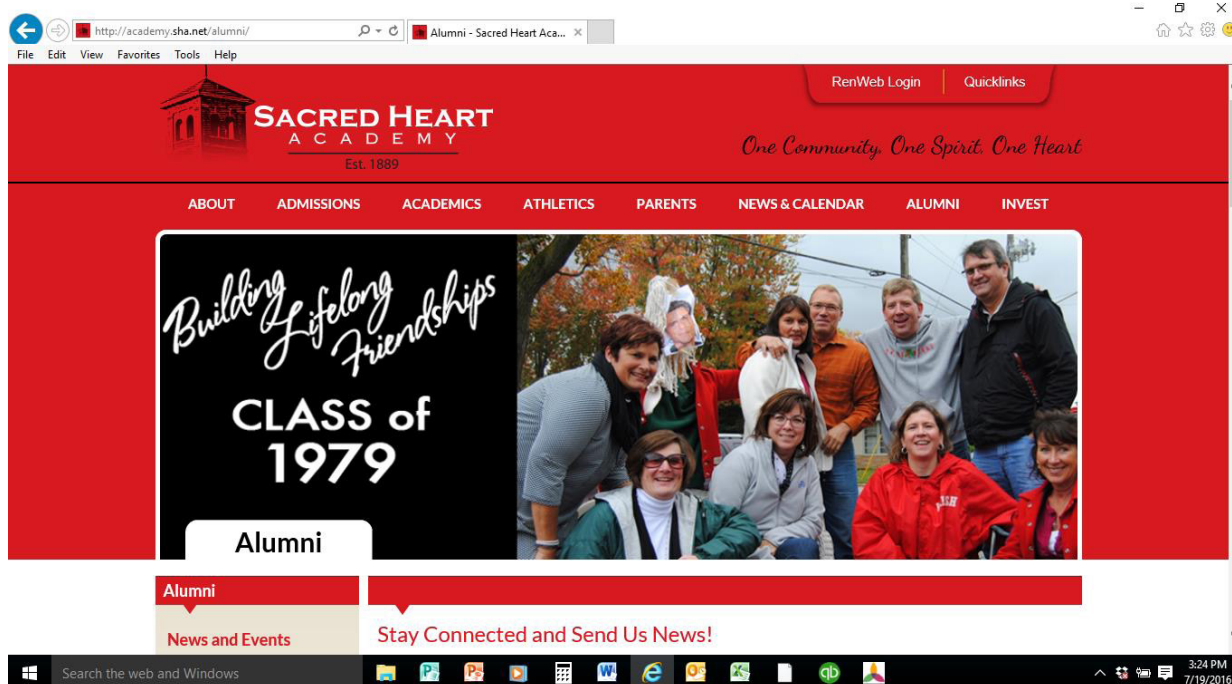 http://academy.sha.net/alumni/
Alumni - Sacred Heart Aca...
File Edit View Favorites Tools Help
RenWeb Login
Quicklinks
SACRED HEART
ACADEMY
Est. 1889
One Community, One Spirit, One Heart
ABOUT ADMISSIONS ACADEMICS ATHLETICS PARENTS NEWS & CALENDAR ALUMNI INVEST
Building
Lifelong
Friendships
CLASS of
1979
Alumni
Alumni
News and Events
Stay Connected and Send Us News!
Search the web and Windows
3:24 PM
7/19/2016